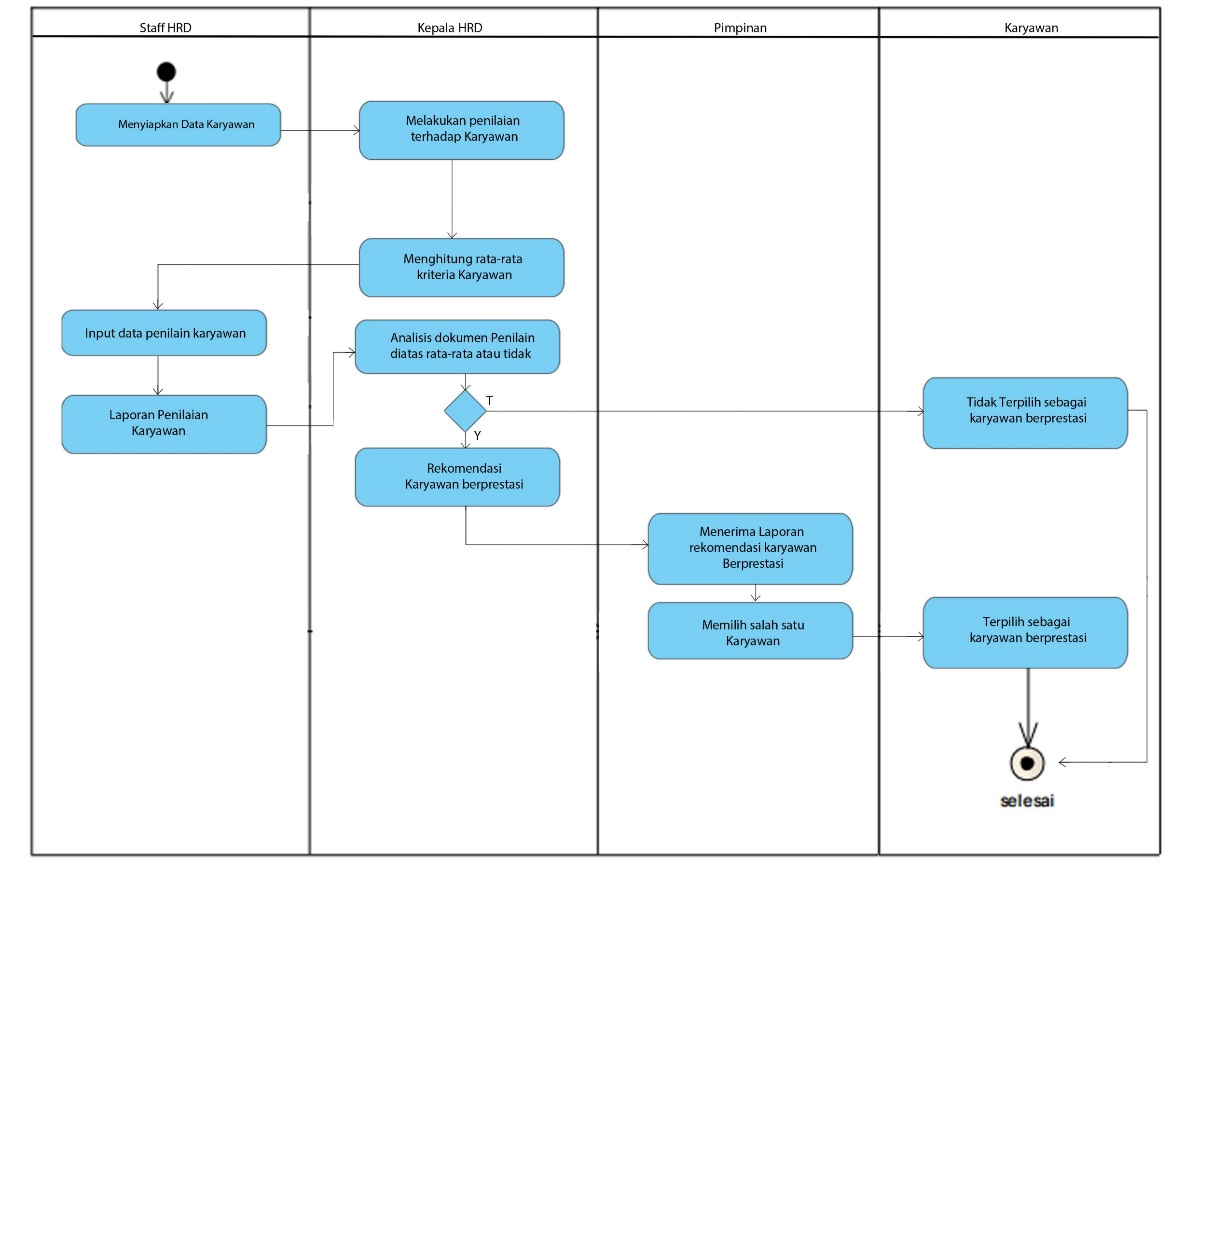 Staff HRD
Kepala HRD
Pimpinan
Karyawan
Menyiapkan Data Karyawan
Melakukan penilaian
terhadap Karyawan
Menghitung rata-rata
kriteria Karyawan
Input data penilain karyawan
Laporan Penilaian
Karyawan
Analisis dokumen Penilain
diatas rata-rata atau tidak
T
Y
Rekomendasi
Karyawan berprestasi
Tidak Terpilih sebagai
karyawan berprestasi
Menerima Laporan
rekomendasi karyawan
Berprestasi
Memilih salah satu
Karyawan
Terpilih sebagai
karyawan berprestasi
selesai